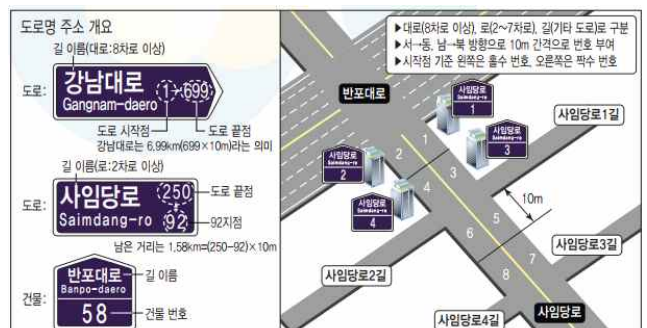 도로명 주소 개요
길 이름(대로:8차로 이상)
도로:
강남대로 1→699
Gangnam-daero
도로 시작점
도로 끝점
강남대로는 6.99km(699×10m)라는 의미
길 이름(로:2차로 이상)
도로:
사임당로 250
Saimdang-ro 92
도로 끝점
92지점
남은 거리는 1.58km=(250-92)×10m
건물:
반포대로
Banpo-daero
58
길 이름
건물 번호
▶대로(8차로 이상), 로(2~7차로), 길(기타 도로)로 구분
▶서→동, 남→북 방향으로 10m 간격으로 번호 부여
▶시작점 기준 왼쪽은 홀수 번호, 오른쪽은 짝수 번호
반포대로
사임당로
Saimdang-ro
1
사임당로1길
사임당로
Saimdang-ro
3
사임당로
Saimdang-ro
2
사임당로
Saimdang-ro
4
1
2
3
4
10m
5
6
7
8
사임당로2길
사임당로3길
사임당로4길
사임당로